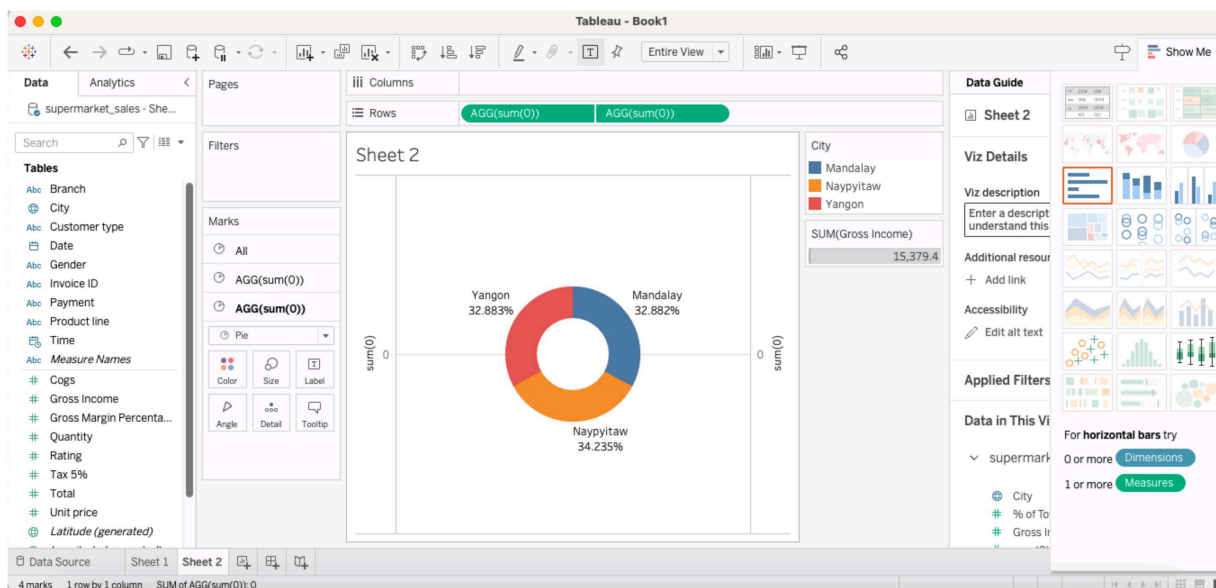 Tableau - Book1
Entire View
Show Me
Data
Analytics
supermarket_sales - She...
Search
Tables
Abc Branch
City
Abc Customer type
Date
Abc Gender
Abc Invoice ID
Abc Payment
Abc Product line
Time
Abc Measure Names
# Cogs
# Gross Income
# Gross Margin Percenta...
# Quantity
# Rating
# Tax 5%
# Total
# Unit price
Latitude (generated)
Pages
Filters
Marks
All
AGG(sum(0))
AGG(sum(0))
Pie
Color
Size
Label
Angle
Detail
Tooltip
Columns
Rows
AGG(sum(0))
AGG(sum(0))
Sheet 2
sum(0)
0
Yangon
32.883%
Mandalay
32.882%
Naypyitaw
34.235%
0
sum(0)
City
Mandalay
Naypyitaw
Yangon
SUM(Gross Income)
15,379.4
Data Guide
Sheet 2
Viz Details
Viz description
Enter a descript
understand this
Additional resour
+ Add link
Accessibility
Edit alt text
Applied Filters
Data in This Vi
supermark
City
# % of To
# Gross Ir
For horizontal bars try
0 or more Dimensions
1 or more Measures
Data Source
Sheet 1
Sheet 2
4 marks
1 row by 1 column
SUM of AGG(sum(0)): 0